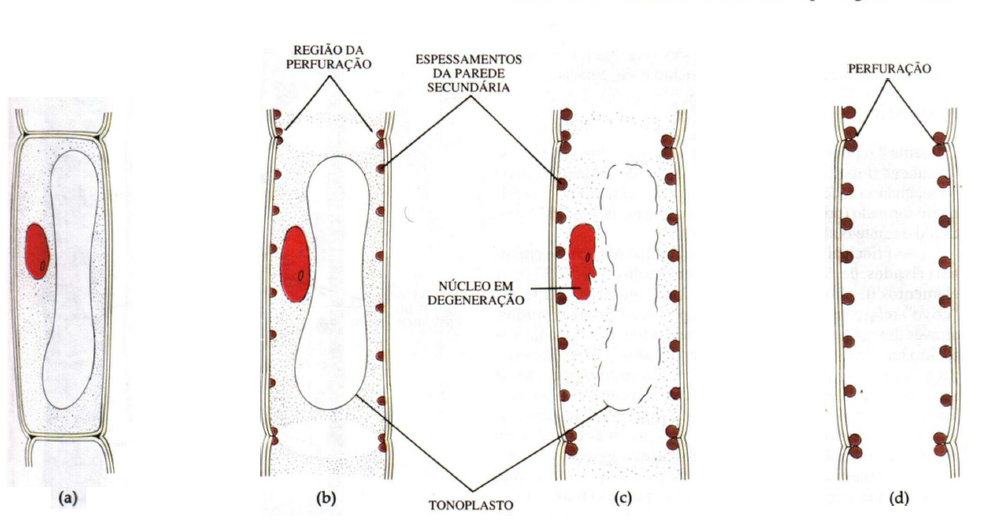 REGIÃO DA
PERFURAÇÃO
ESPESSAMENTOS
DA PAREDE
SECUNDÁRIA
PERFURAÇÃO
NÚCLEO EM
DEGENERAÇÃO
TONOPLASTO
(a)
(b)
(c)
(d)